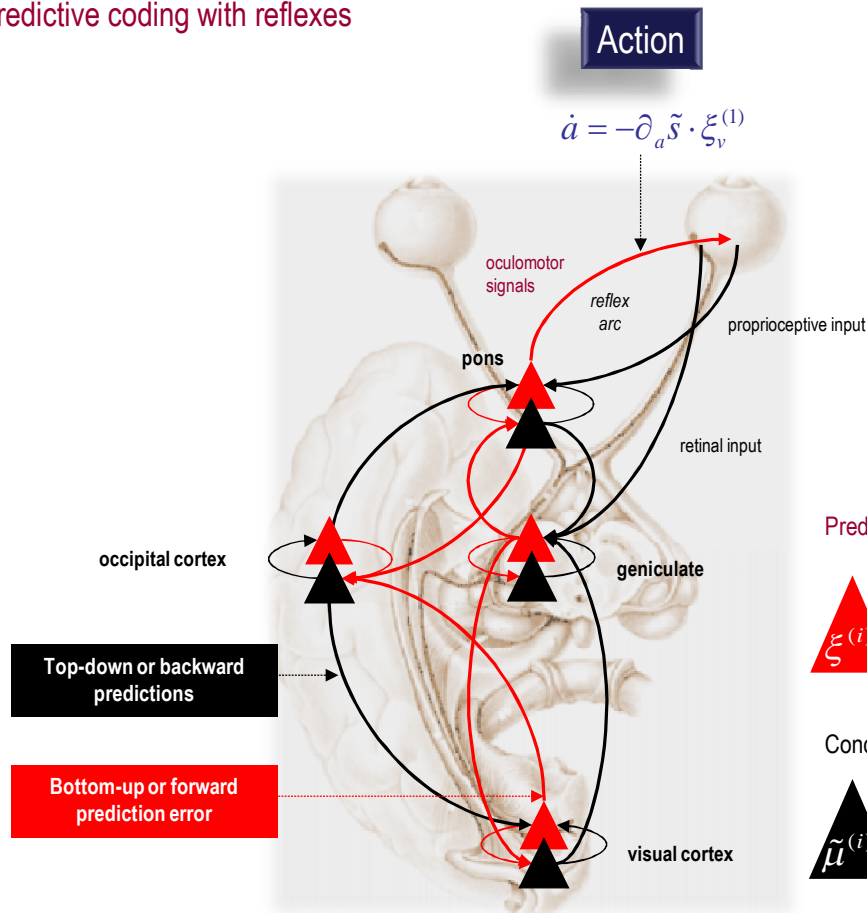 redictive coding with reflexes
Action
ȧ = −∂ₐs̃ · ξᵥ⁽¹⁾
oculomotor
signals
reflex
arc
proprioceptive input
pons
retinal input
occipital cortex
geniculate
Pred
ξ⁽ⁱ⁾
Top-down or backward
predictions
Cond
Bottom-up or forward
prediction error
μ̃⁽ⁱ⁾
visual cortex